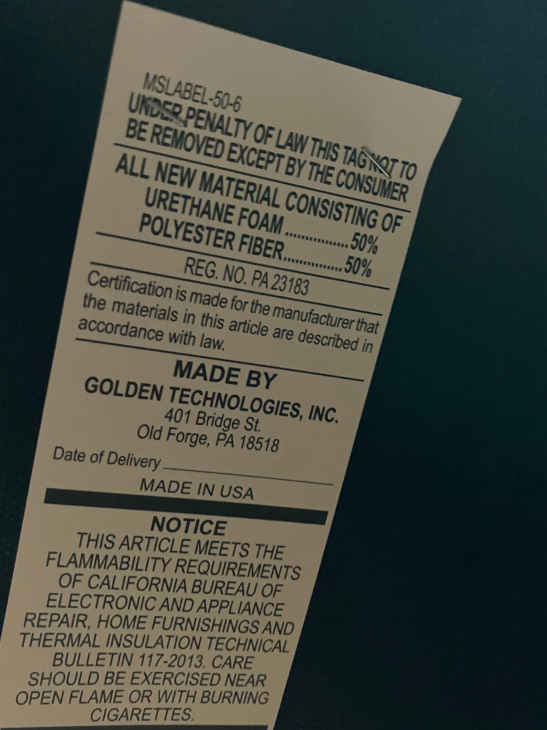 MSLABEL-50-6
UNDER PENALTY OF LAW THIS TAG NOT TO
BE REMOVED EXCEPT BY THE CONSUMER
ALL NEW MATERIAL CONSISTING OF
URETHANE FOAM................50%
POLYESTER FIBER...............50%
REG. NO. PA 23183
Certification is made for the manufacturer that
the materials in this article are described in
accordance with law.
MADE BY
GOLDEN TECHNOLOGIES, INC.
401 Bridge St.
Old Forge, PA 18518
Date of Delivery
MADE IN USA
NOTICE
THIS ARTICLE MEETS THE
FLAMMABILITY REQUIREMENTS
OF CALIFORNIA BUREAU OF
ELECTRONIC AND APPLIANCE
REPAIR, HOME FURNISHINGS AND
THERMAL INSULATION TECHNICAL
BULLETIN 117-2013. CARE
SHOULD BE EXERCISED NEAR
OPEN FLAME OR WITH BURNING
CIGARETTES.